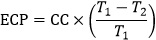 ECP = CC × ((T₁ − T₂) / T₁)